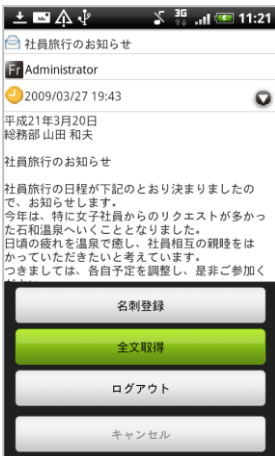 3G 11:21
社員旅行のお知らせ
Fr Administrator
2009/03/27 19:43
平成21年3月20日
総務部 山田 和夫
社員旅行のお知らせ
社員旅行の日程が下記のとおり決まりましたの
で、お知らせします。
今年は、特に女子社員からのリクエストが多かっ
た石和温泉へいくこととなりました。
日頃の疲れを温泉で癒し、社員相互の親睦をは
かっていただきたいと考えています。
つきましては、各自予定を調整し、是非ご参加く
名刺登録
全文取得
ログアウト
キャンセル